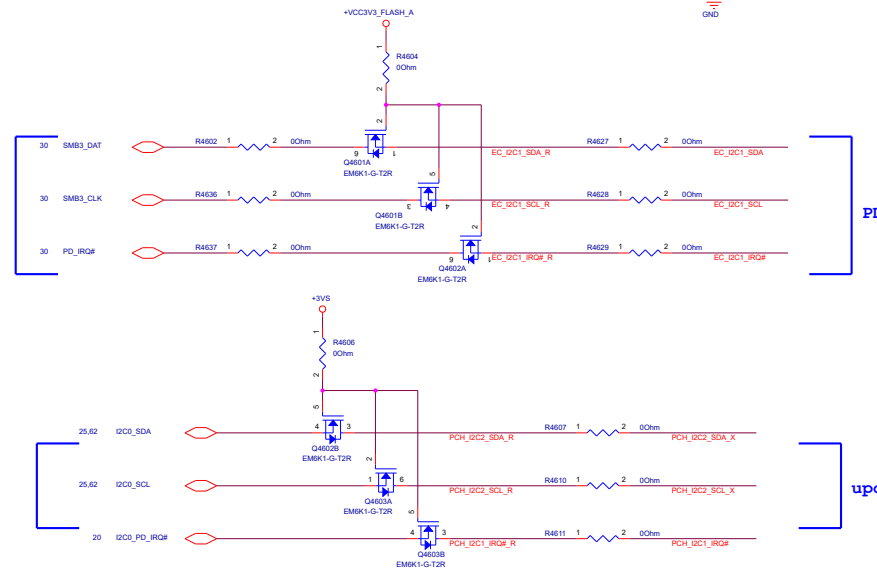 +VCC3V3_FLASH_A
GND
1
R4604
0Ohm
2
2
30 SMB3_DAT R4602 1 2 0Ohm 6 1 R4627 1 2 0Ohm
Q4601A EC_I2C1_SDA_R EC_I2C1_SDA
EM6K1-G-T2R
5
30 SMB3_CLK R4636 1 2 0Ohm 3 4 R4628 1 2 0Ohm
EC_I2C1_SCL_R EC_I2C1_SCL
Q4601B
EM6K1-G-T2R
PI
2
30 PD_IRQ# R4637 1 2 0Ohm 6 1 R4629 1 2 0Ohm
EC_I2C1_IRQ#_R EC_I2C1_IRQ#
Q4602A
EM6K1-G-T2R
+3VS
1
R4606
0Ohm
2
5
25,62 I2C0_SDA 4 3 R4607 1 2 0Ohm
PCH_I2C2_SDA_R PCH_I2C2_SDA_X
Q4602B
EM6K1-G-T2R
2
25,62 I2C0_SCL 1 6 R4610 1 2 0Ohm
PCH_I2C2_SCL_R PCH_I2C2_SCL_X
Q4603A
EM6K1-G-T2R
5
20 I2C0_PD_IRQ# 4 3 R4611 1 2 0Ohm
PCH_I2C1_IRQ#_R PCH_I2C1_IRQ#
Q4603B
EM6K1-G-T2R